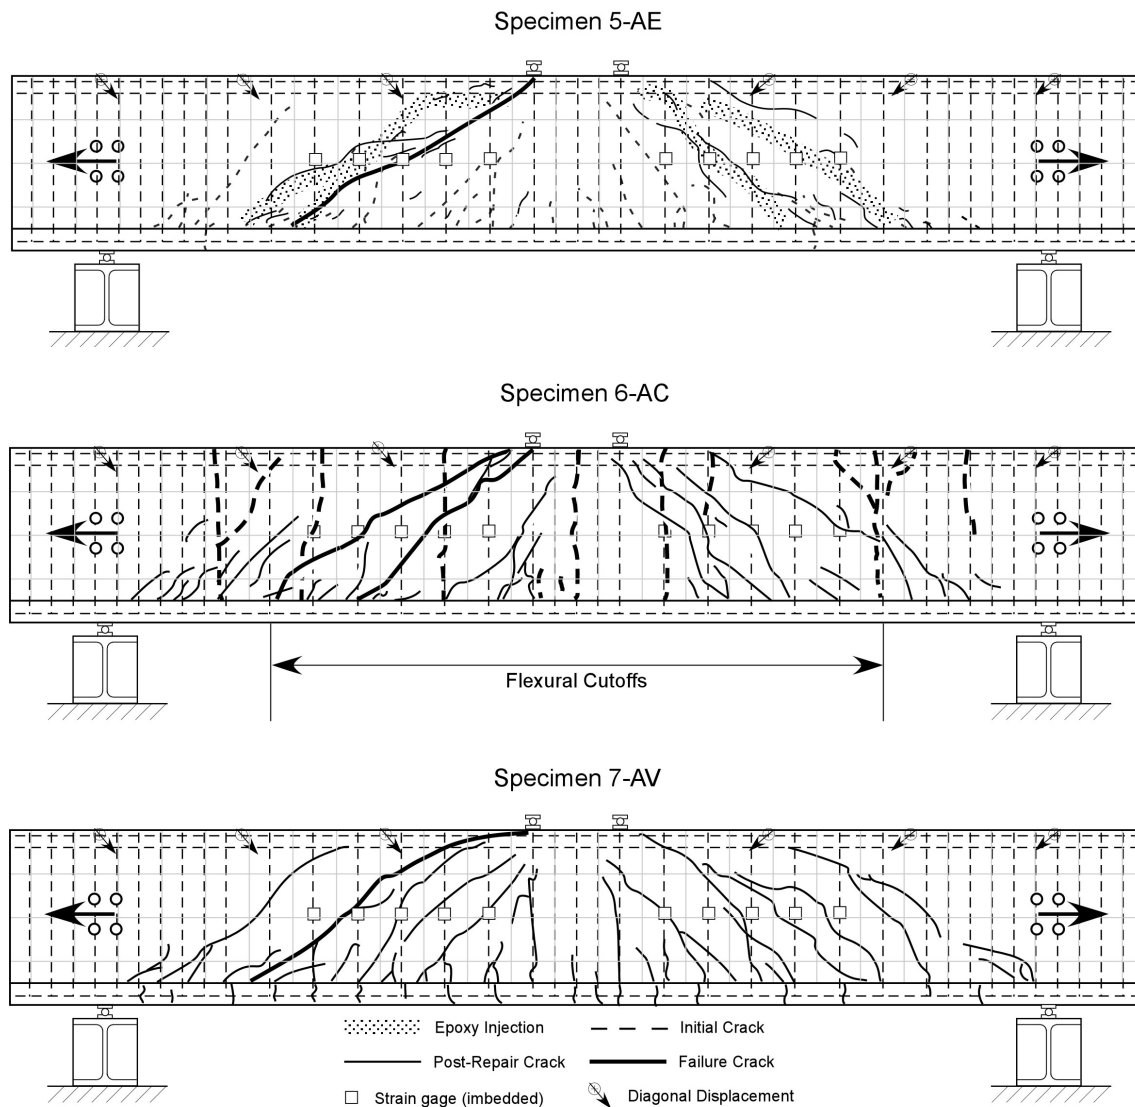 Specimen 5-AE
Specimen 6-AC
Flexural Cutoffs
Specimen 7-AV
Epoxy Injection
Initial Crack
Post-Repair Crack
Failure Crack
Strain gage (imbedded)
Diagonal Displacement